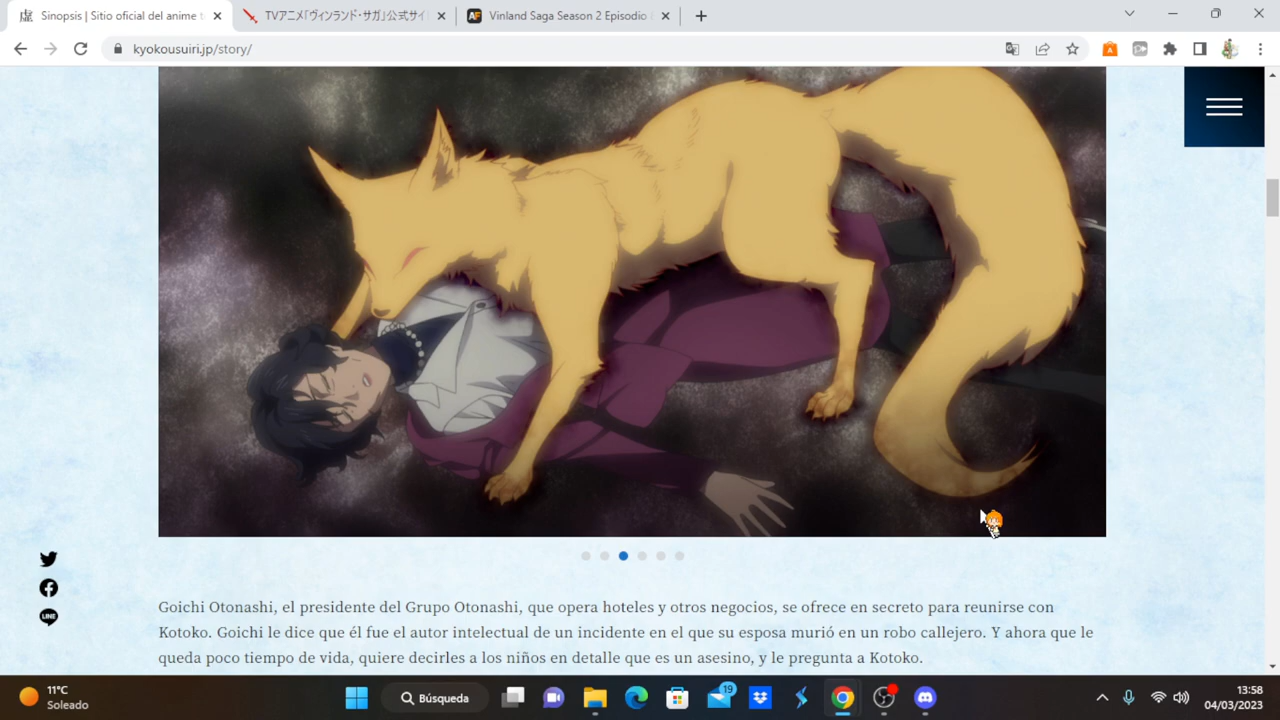 虚 Sinopsis | Sitio oficial del anime t
TVアニメ「ヴィンランド・サガ」公式サイ
AF Vinland Saga Season 2 Episodio
kyokousuiri.jp/story/
LINE
Goichi Otonashi, el presidente del Grupo Otonashi, que opera hoteles y otros negocios, se ofrece en secreto para reunirse con
Kotoko. Goichi le dice que él fue el autor intelectual de un incidente en el que su esposa murió en un robo callejero. Y ahora que le
queda poco tiempo de vida, quiere decirles a los niños en detalle que es un asesino, y le pregunta a Kotoko.
11°C
Soleado
Búsqueda
19
13:58
04/03/2023